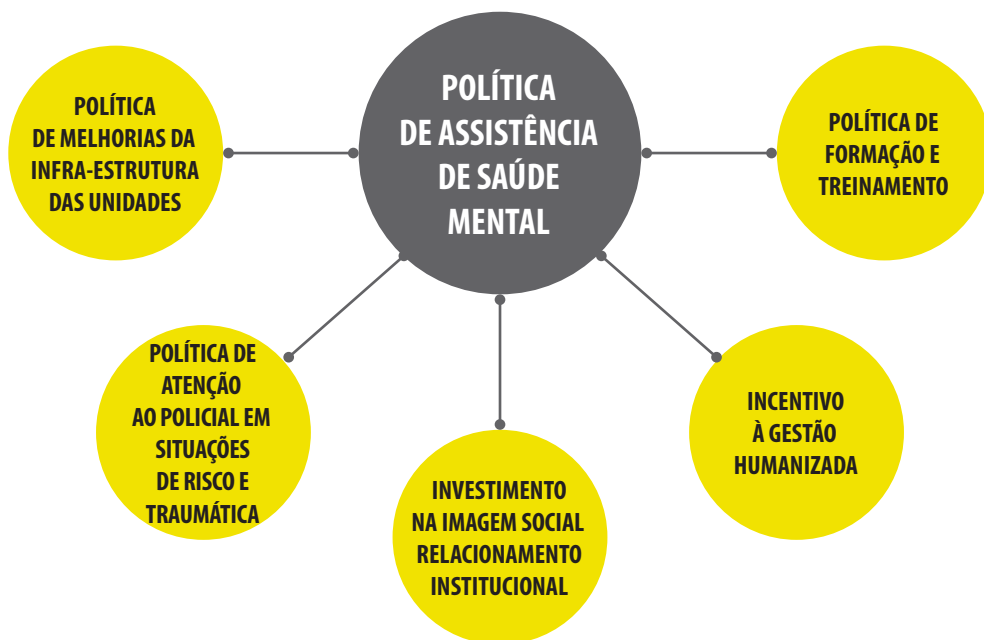 POLÍTICA
DE ASSISTÊNCIA
DE SAÚDE
MENTAL
POLÍTICA
DE MELHORIAS DA
INFRA-ESTRUTURA
DAS UNIDADES
POLÍTICA DE
FORMAÇÃO E
TREINAMENTO
POLÍTICA DE
ATENÇÃO
AO POLICIAL EM
SITUAÇÕES
DE RISCO E
TRAUMÁTICA
INVESTIMENTO
NA IMAGEM SOCIAL
RELACIONAMENTO
INSTITUCIONAL
INCENTIVO
À GESTÃO
HUMANIZADA